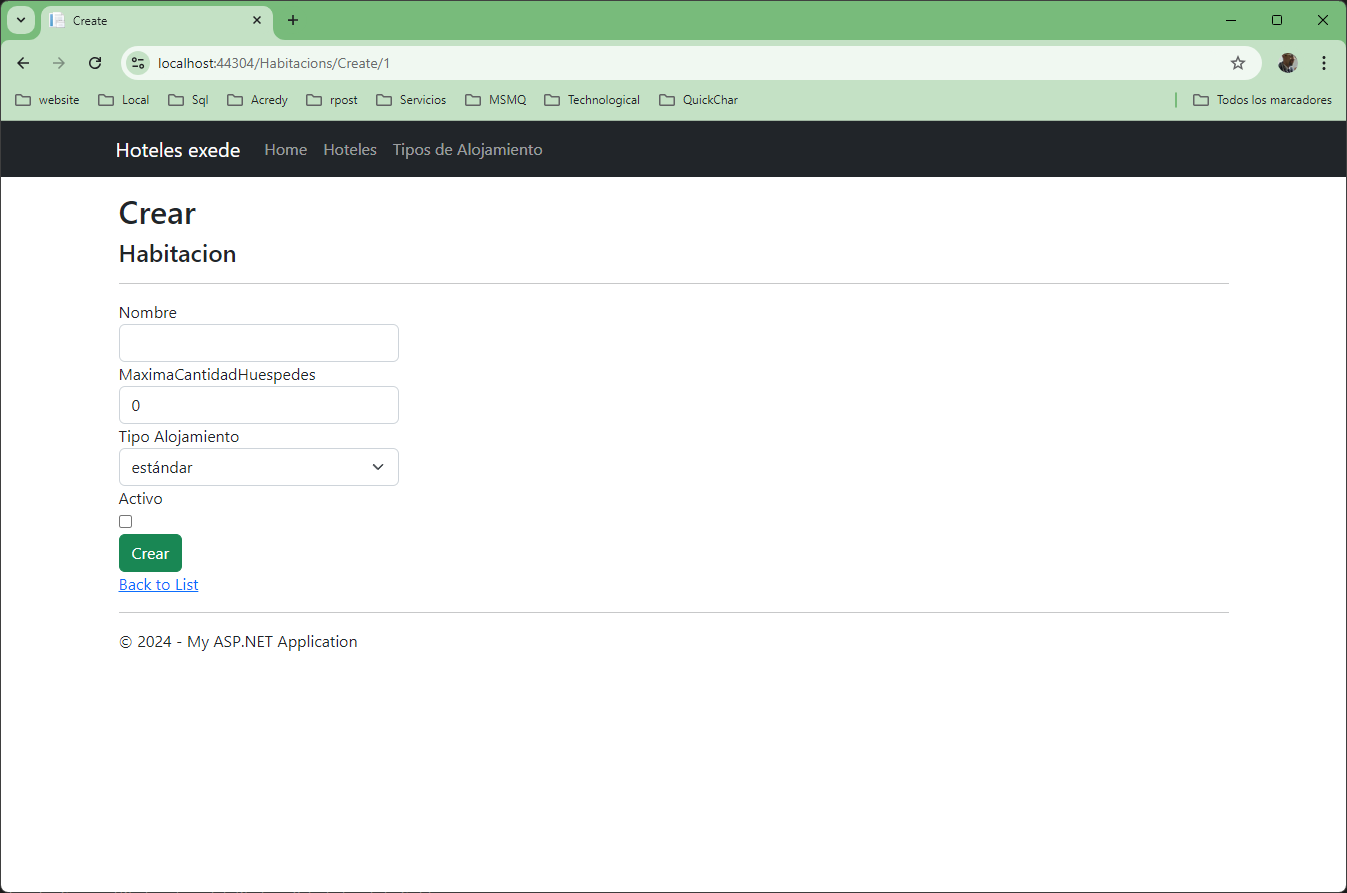 Create
localhost:44304/Habitacions/Create/1
website Local Sql Acredy rpost Servicios MSMQ Technological QuickChar Todos los marcadores
Hoteles exede Home Hoteles Tipos de Alojamiento
Crear
Habitacion
Nombre
MaximaCantidadHuespedes
0
Tipo Alojamiento
estándar
Activo
Crear
Back to List
© 2024 - My ASP.NET Application